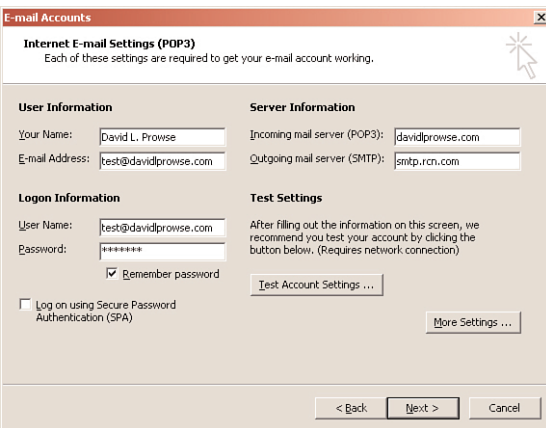 E-mail Accounts
Internet E-mail Settings (POP3)
Each of these settings are required to get your e-mail account working.
User Information
Your Name: David L. Prowse
E-mail Address: test@davidlprowse.com
Server Information
Incoming mail server (POP3): davidlprowse.com
Outgoing mail server (SMTP): smtp.rcn.com
Logon Information
User Name: test@davidlprowse.com
Password: *******
Remember password
Log on using Secure Password
Authentication (SPA)
Test Settings
After filling out the information on this screen, we
recommend you test your account by clicking the
button below. (Requires network connection)
Test Account Settings ...
More Settings ...
< Back
Next >
Cancel